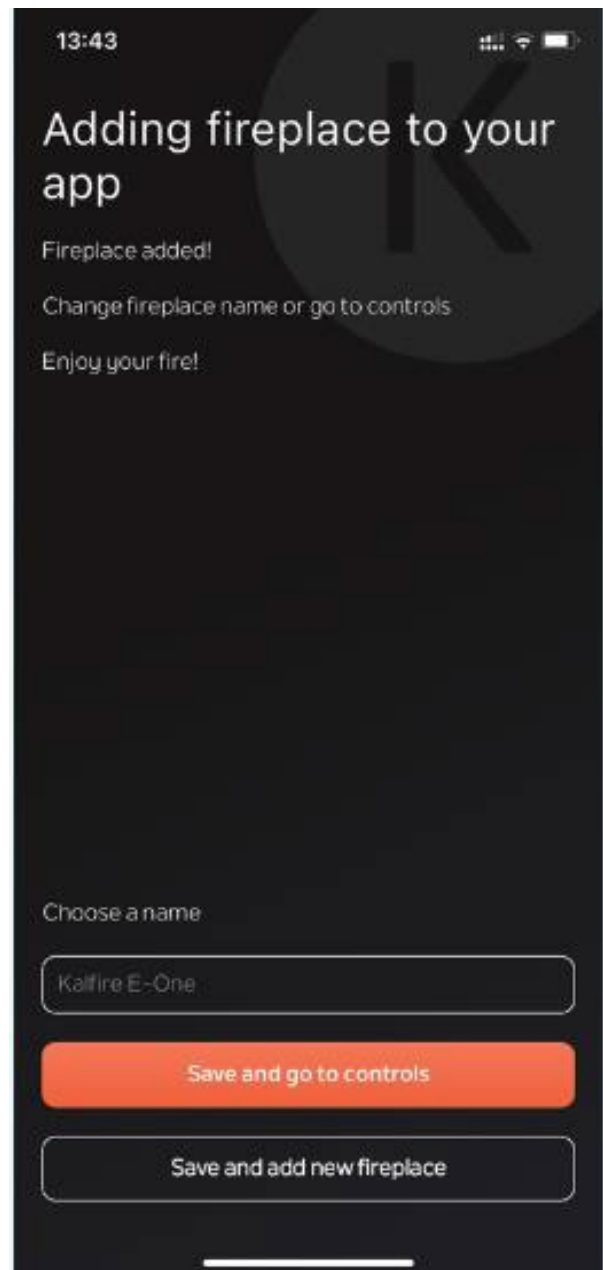 13:43
K
Adding fireplace to your
app
Fireplace added!
Change fireplace name or go to controls
Enjoy your fire!
Choose a name
Kalfire E-One
Save and go to controls
Save and add new fireplace